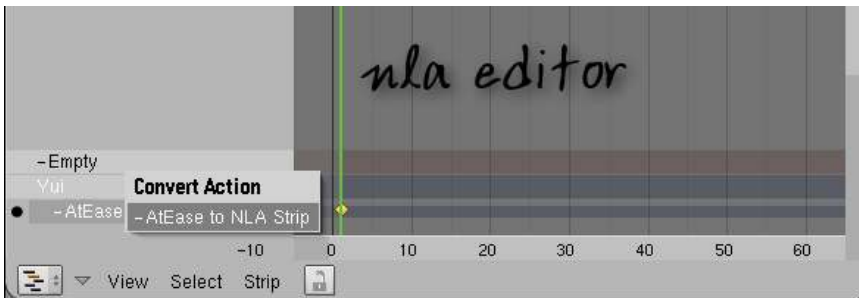 nla editor
-Empty
Yui
Convert Action
-AtEase
-AtEase to NLA Strip
-10 0 10 20 30 40 50 60
View Select Strip